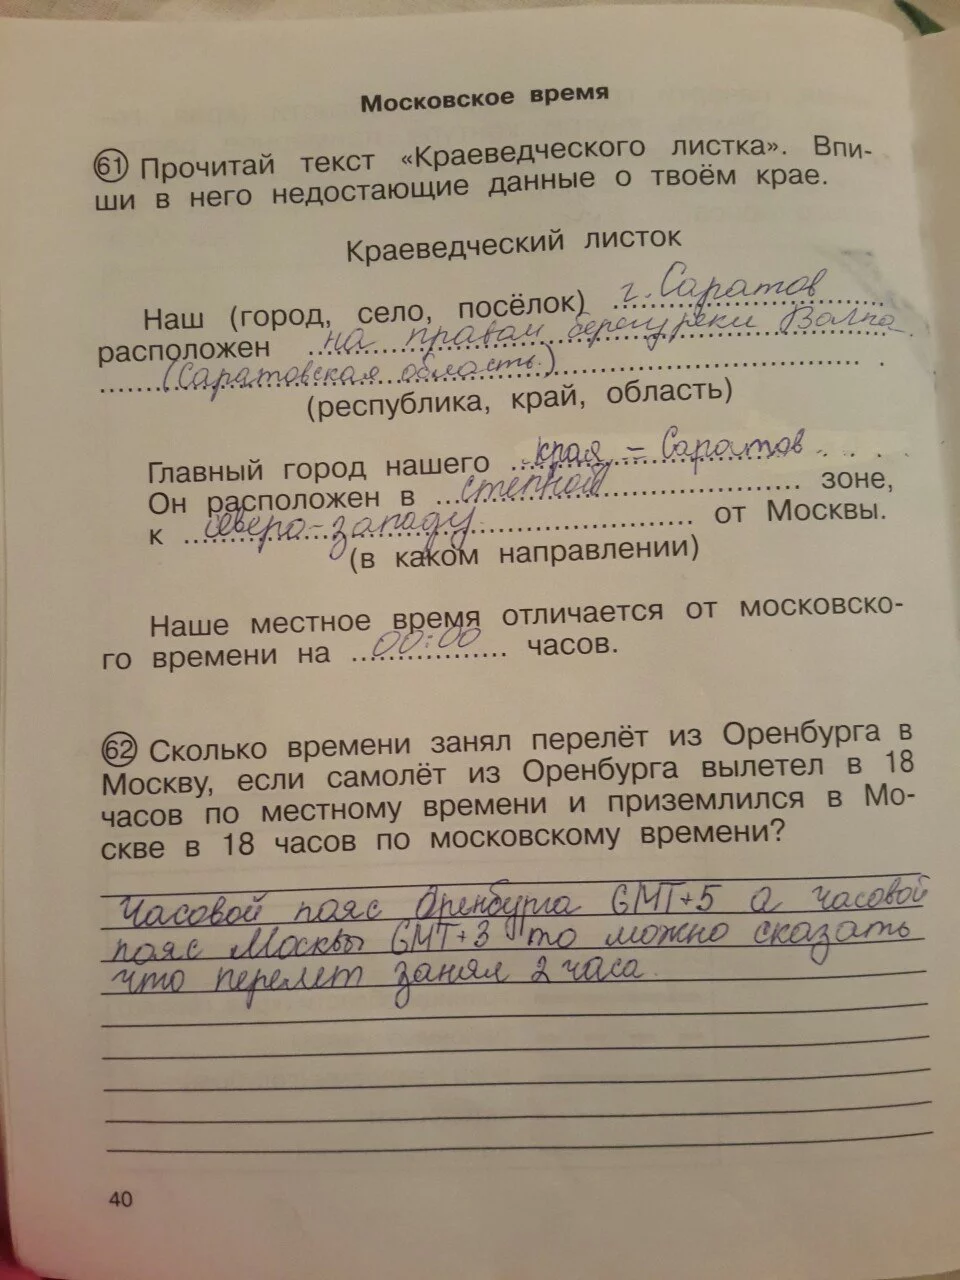 Московское время
61 Прочитай текст «Краеведческого листка». Впи-
ши в него недостающие данные о твоём крае.
Краеведческий листок
Наш (город, село, посёлок) г. Саратов
расположен на правом берегу реки Волга
(Саратовская область)
(республика, край, область)
Главный город нашего края – Саратов
Он расположен в степной зоне,
к северо-западу от Москвы.
(в каком направлении)
Наше местное время отличается от московско-
го времени на 00:00 часов.
62 Сколько времени занял перелёт из Оренбурга в
Москву, если самолёт из Оренбурга вылетел в 18
часов по местному времени и приземлился в Мо-
скве в 18 часов по московскому времени?
Часовой пояс Оренбурга GMT+5 а часовой
пояс Москвы GMT+3 то можно сказать
что перелет занял 2 часа.
40